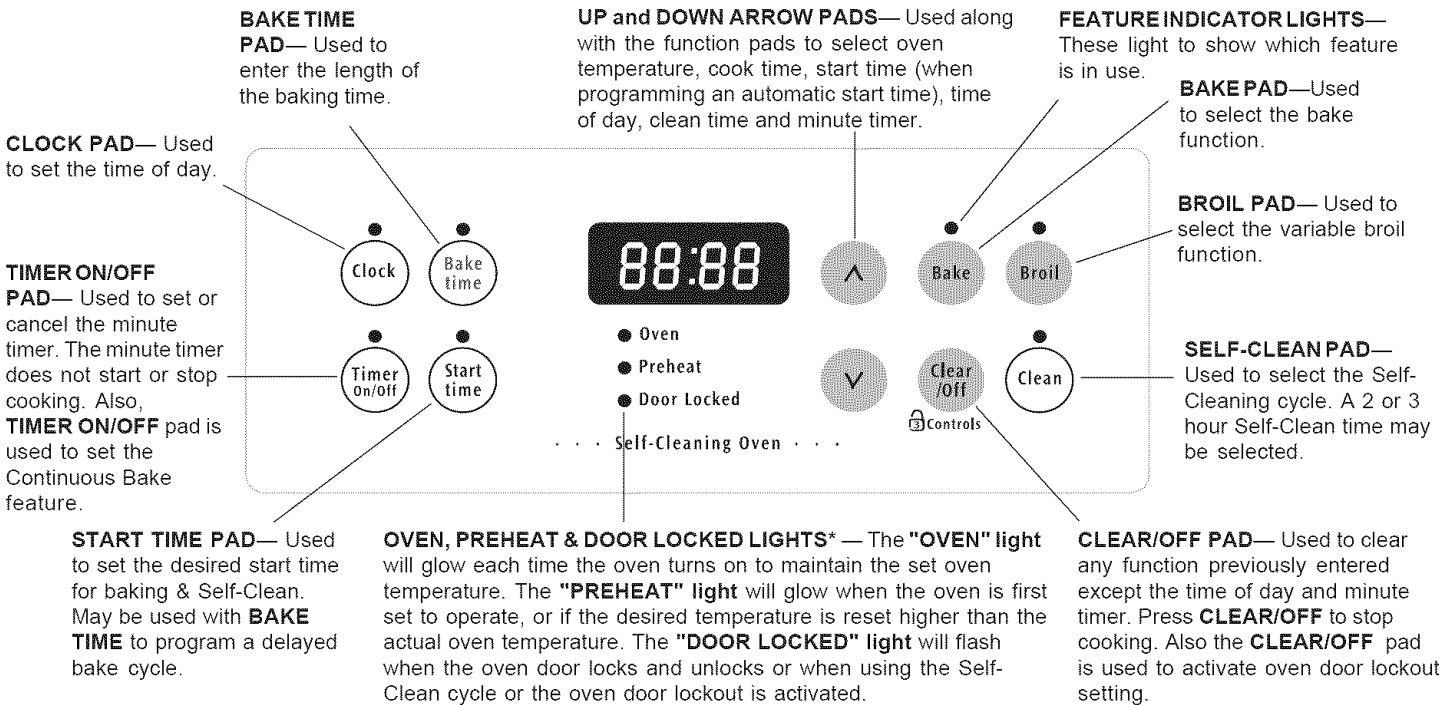 BAKE TIME
PAD— Used to
enter the length of
the baking time.
UP and DOWN ARROW PADS— Used along
with the function pads to select oven
temperature, cook time, start time (when
programming an automatic start time), time
of day, clean time and minute timer.
FEATURE INDICATOR LIGHTS—
These light to show which feature
is in use.
BAKE PAD—Used
to select the bake
function.
CLOCK PAD— Used
to set the time of day.
BROIL PAD— Used to
select the variable broil
function.
TIMER ON/OFF
PAD— Used to set or
cancel the minute
timer. The minute timer
does not start or stop
cooking. Also,
TIMER ON/OFF pad is
used to set the
Continuous Bake
feature.
Clock
Bake
time
88:88
Λ
Bake
Broil
Timer
On/Off
Start
time
Oven
Preheat
Door Locked
V
Clear
/Off
Clean
3 Controls
· · · Self-Cleaning Oven · · ·
SELF-CLEAN PAD—
Used to select the Self-
Cleaning cycle. A 2 or 3
hour Self-Clean time may
be selected.
START TIME PAD— Used
to set the desired start time
for baking & Self-Clean.
May be used with BAKE
TIME to program a delayed
bake cycle.
OVEN, PREHEAT & DOOR LOCKED LIGHTS* — The "OVEN" light
will glow each time the oven turns on to maintain the set oven
temperature. The "PREHEAT" light will glow when the oven is first
set to operate, or if the desired temperature is reset higher than the
actual oven temperature. The "DOOR LOCKED" light will flash
when the oven door locks and unlocks or when using the Self-
Clean cycle or the oven door lockout is activated.
CLEAR/OFF PAD— Used to clear
any function previously entered
except the time of day and minute
timer. Press CLEAR/OFF to stop
cooking. Also the CLEAR/OFF pad
is used to activate oven door lockout
setting.